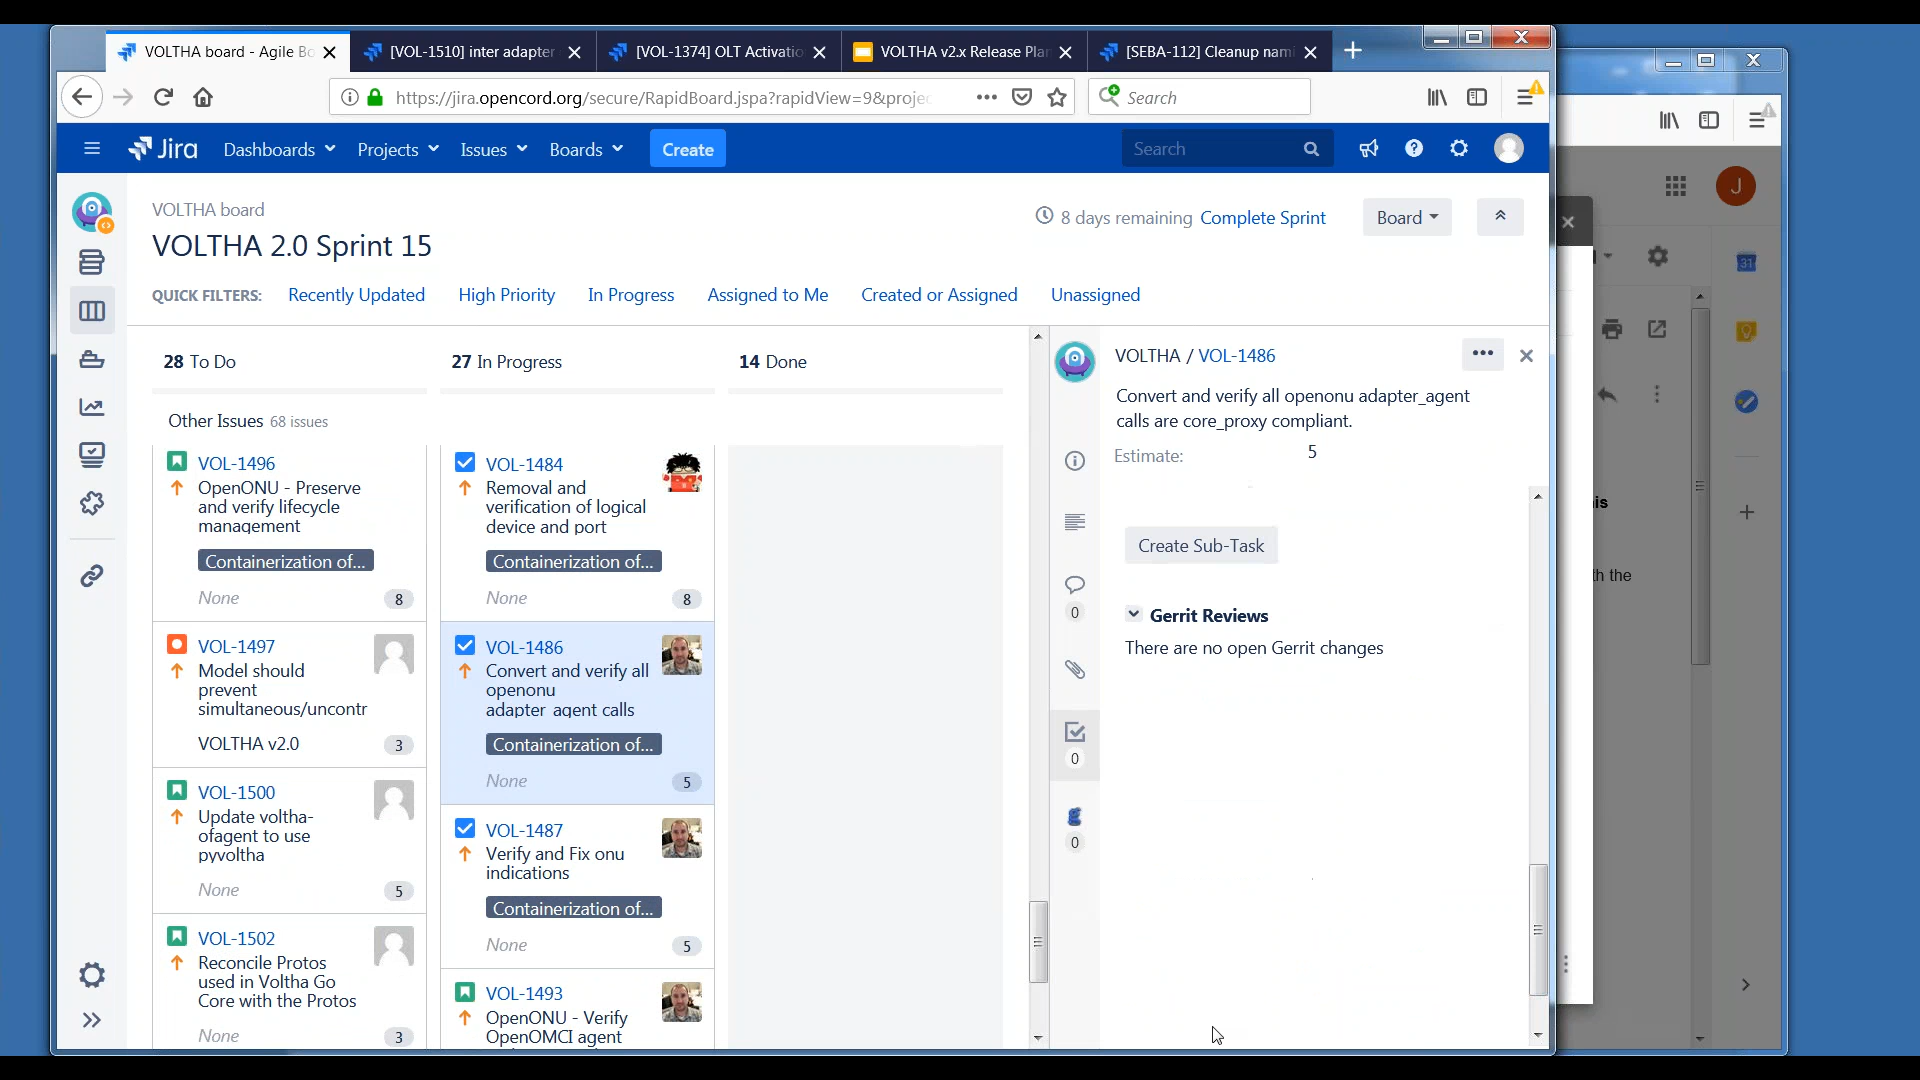 VOLTHA board - Agile Bo
[VOL-1510] inter adapter
[VOL-1374] OLT Activatio
VOLTHA v2.x Release Plan
[SEBA-112] Cleanup nami
https://jira.opencord.org/secure/RapidBoard.jspa?rapidView=9&projec
Search
Jira
Dashboards
Projects
Issues
Boards
Create
Search
J
VOLTHA board
8 days remaining
Complete Sprint
Board
VOLTHA 2.0 Sprint 15
31
QUICK FILTERS:
Recently Updated
High Priority
In Progress
Assigned to Me
Created or Assigned
Unassigned
28 To Do
27 In Progress
14 Done
Other Issues 68 issues
VOL-1496
OpenONU - Preserve
and verify lifecycle
management
Containerization of...
None
8
VOL-1497
Model should
prevent
simultaneous/uncontr
VOLTHA v2.0
3
VOL-1500
Update voltha-
ofagent to use
pyvoltha
None
5
VOL-1502
Reconcile Protos
used in Voltha Go
Core with the Protos
None
3
VOL-1484
Removal and
verification of logical
device and port
Containerization of...
None
8
VOL-1486
Convert and verify all
openonu
adapter_agent calls
Containerization of...
None
5
VOL-1487
Verify and Fix onu
indications
Containerization of...
None
5
VOL-1493
OpenONU - Verify
OpenOMCI agent
VOLTHA / VOL-1486
Convert and verify all openonu adapter_agent
calls are core_proxy compliant.
Estimate:
5
Create Sub-Task
0
Gerrit Reviews
There are no open Gerrit changes
0
0
is
th the